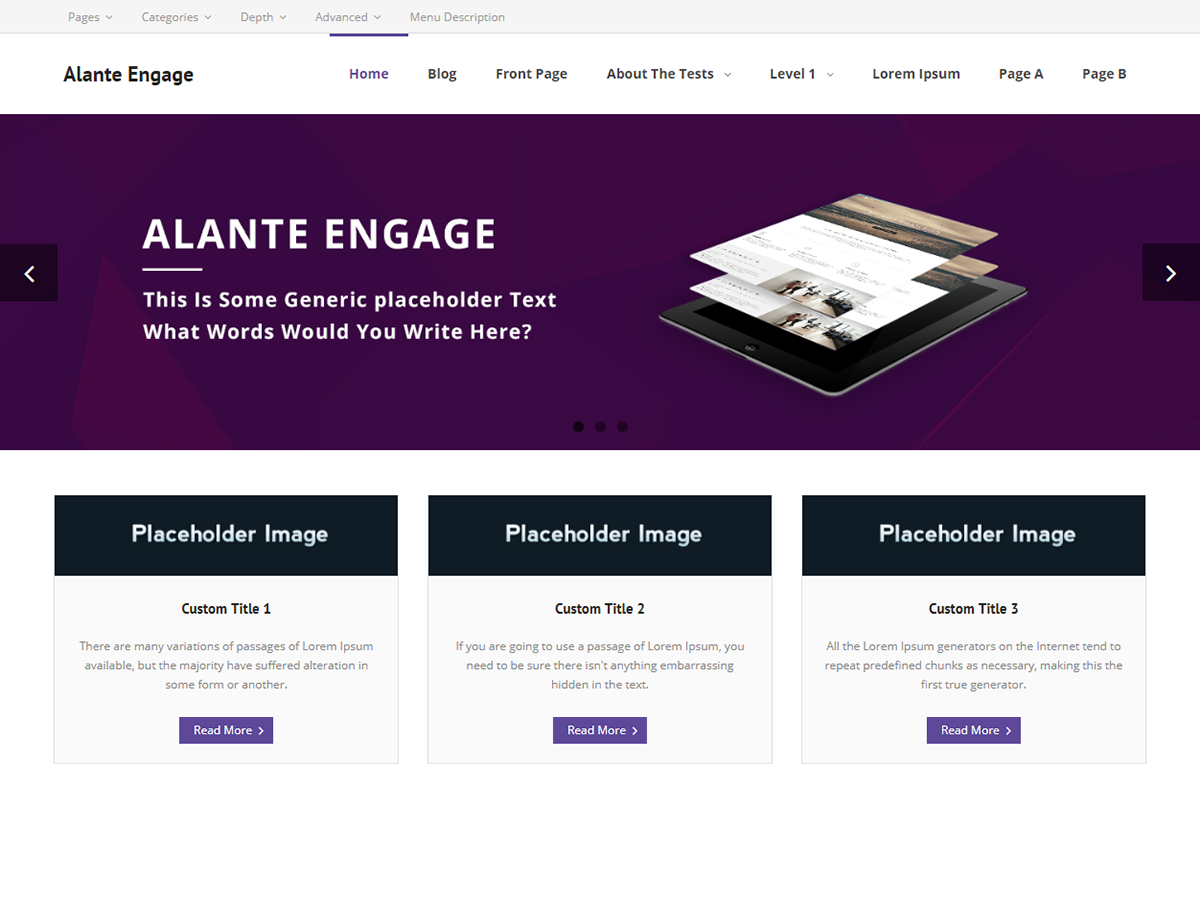 Pages Categories Depth Advanced Menu Description
Alante Engage Home Blog Front Page About The Tests Level 1 Lorem Ipsum Page A Page B
ALANTE ENGAGE
This Is Some Generic placeholder Text
What Words Would You Write Here?
Placeholder Image
Custom Title 1
There are many variations of passages of Lorem Ipsum
available, but the majority have suffered alteration in
some form or another.
Read More
Placeholder Image
Custom Title 2
If you are going to use a passage of Lorem Ipsum, you
need to be sure there isn't anything embarrassing
hidden in the text.
Read More
Placeholder Image
Custom Title 3
All the Lorem Ipsum generators on the Internet tend to
repeat predefined chunks as necessary, making this the
first true generator.
Read More